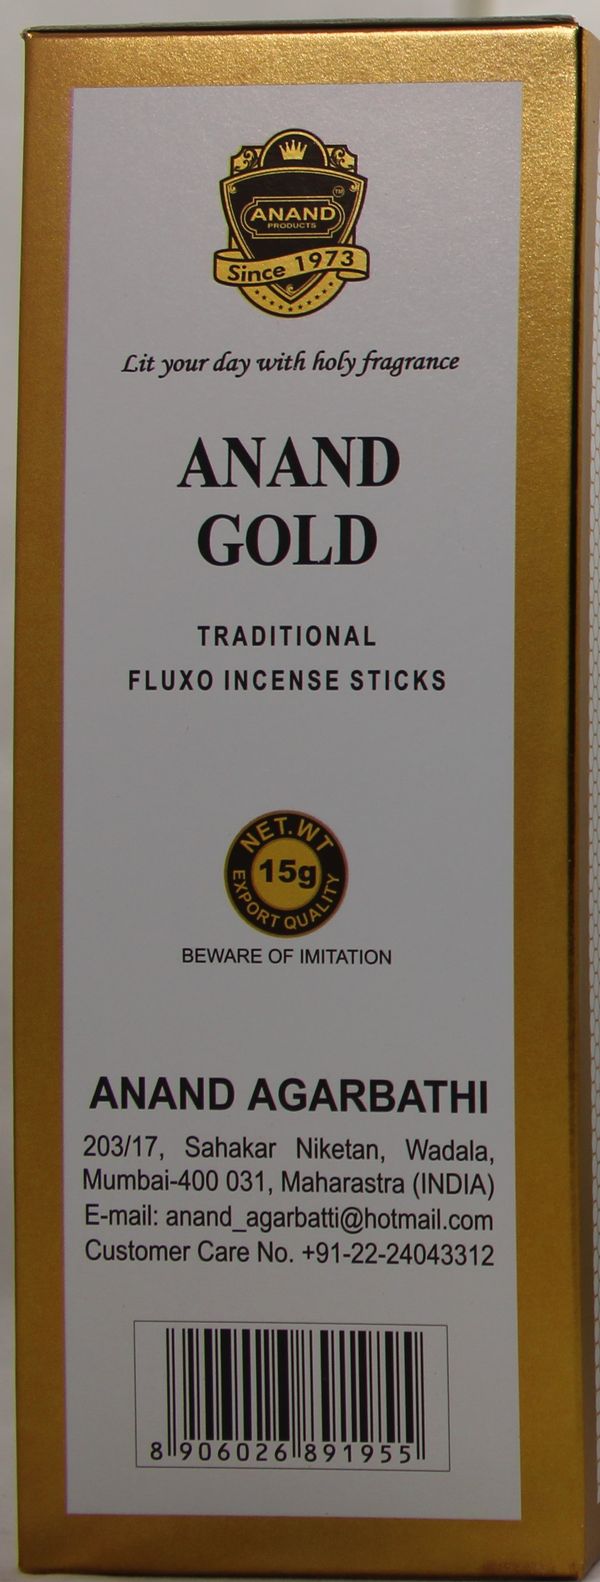 ANAND
TM
PRODUCTS
Since 1973
Lit your day with holy fragrance
ANAND
GOLD
TRADITIONAL
FLUXO INCENSE STICKS
NET.WT
15g
EXPORT QUALITY
BEWARE OF IMITATION
ANAND AGARBATHI
203/17, Sahakar Niketan, Wadala,
Mumbai-400 031, Maharastra (INDIA)
E-mail: anand_agarbatti@hotmail.com
Customer Care No. +91-22-24043312
8 906026 891955